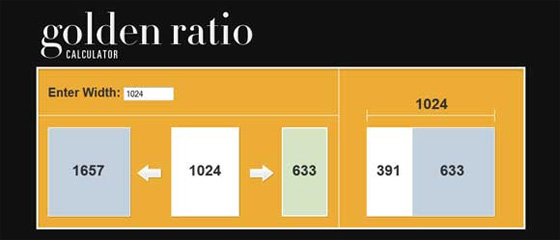 golden ratio
CALCULATOR
Enter Width: 1024
1657
1024
633
1024
391
633